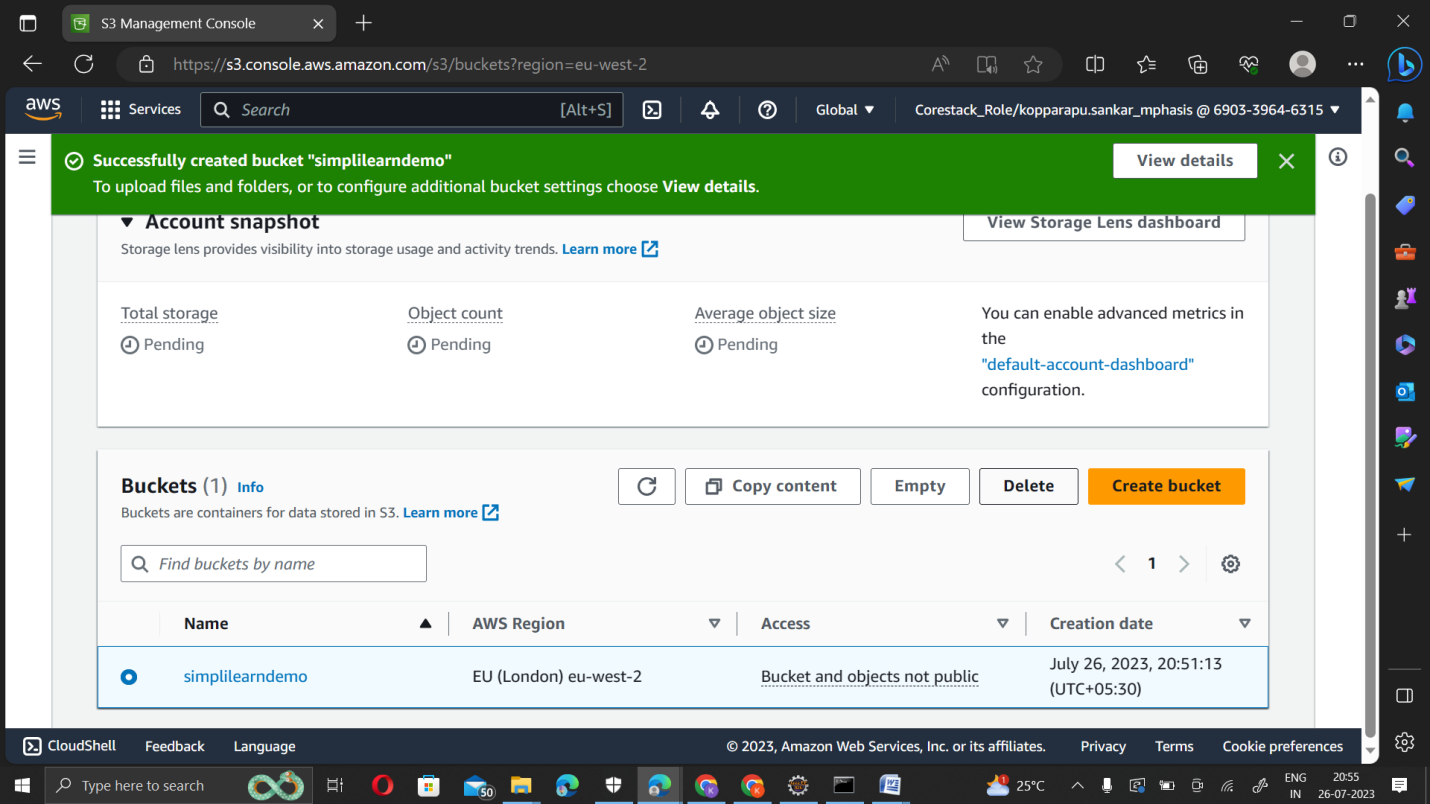 S3 Management Console
https://s3.console.aws.amazon.com/s3/buckets?region=eu-west-2
aws
Services
Search
[Alt+S]
Global
Corestack_Role/kopparapu.sankar_mphasis @ 6903-3964-6315
Successfully created bucket "simplilearndemo"
To upload files and folders, or to configure additional bucket settings choose View details.
View details
Account snapshot
View Storage Lens dashboard
Storage lens provides visibility into storage usage and activity trends. Learn more
Total storage
Pending
Object count
Pending
Average object size
Pending
You can enable advanced metrics in
the
"default-account-dashboard"
configuration.
Buckets (1) Info
Buckets are containers for data stored in S3. Learn more
Copy content
Empty
Delete
Create bucket
Find buckets by name
1
Name
AWS Region
Access
Creation date
simplilearndemo
EU (London) eu-west-2
Bucket and objects not public
July 26, 2023, 20:51:13
(UTC+05:30)
CloudShell
Feedback
Language
© 2023, Amazon Web Services, Inc. or its affiliates.
Privacy
Terms
Cookie preferences
Type here to search
50
1
25°C
ENG
IN
20:55
26-07-2023